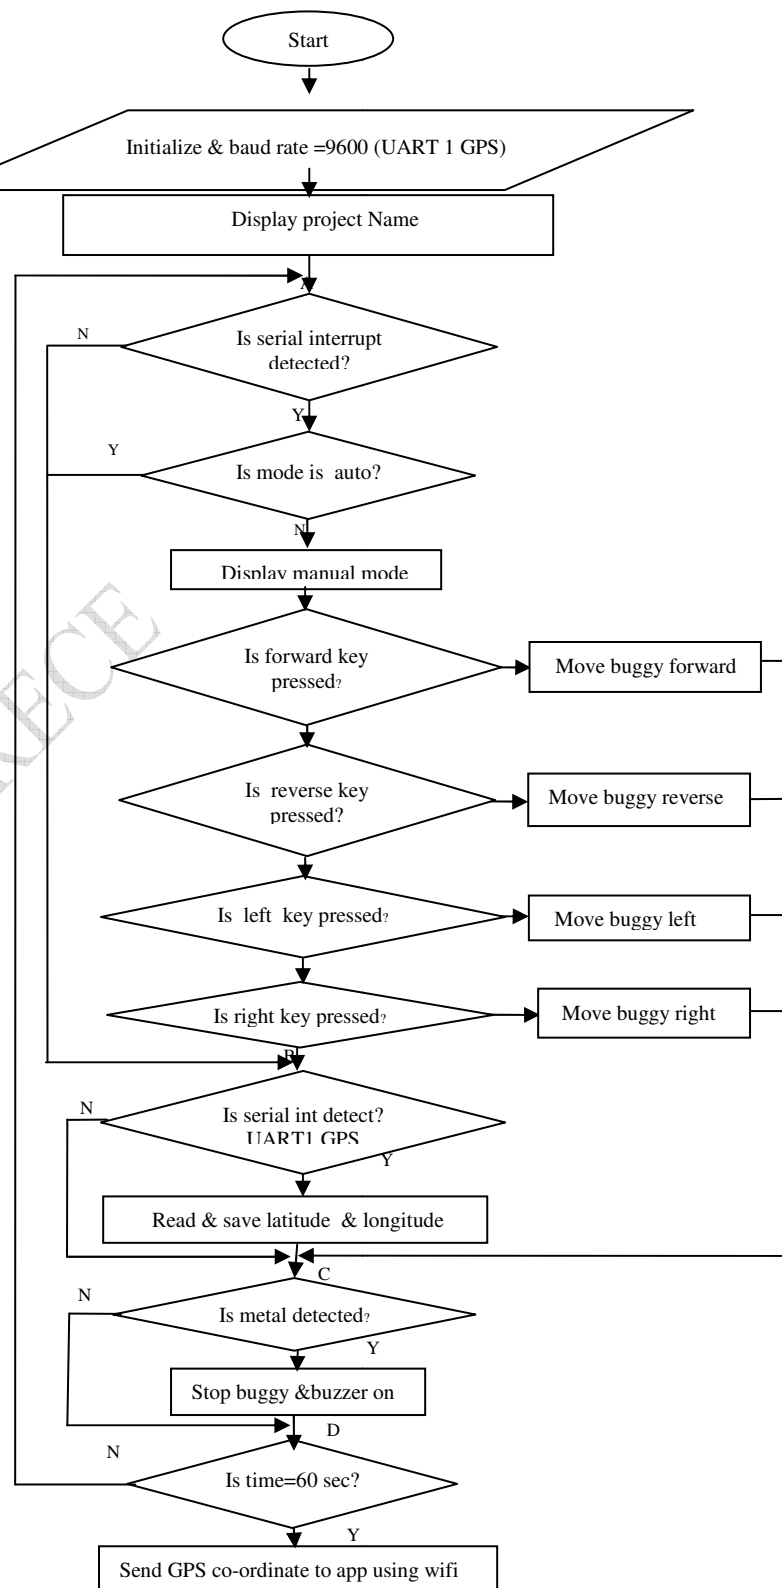 Start
Initialize & baud rate =9600 (UART 1 GPS)
Display project Name
A
Is serial interrupt
detected?
N
Y
Is mode is auto?
Y
N
Display manual mode
Is forward key
pressed?
Move buggy forward
Is reverse key
pressed?
Move buggy reverse
Is left key pressed?
Move buggy left
Is right key pressed?
Move buggy right
B
Is serial int detect?
UART1 GPS
N
Y
Read & save latitude & longitude
C
Is metal detected?
N
Y
Stop buggy &buzzer on
D
Is time=60 sec?
N
Y
Send GPS co-ordinate to app using wifi